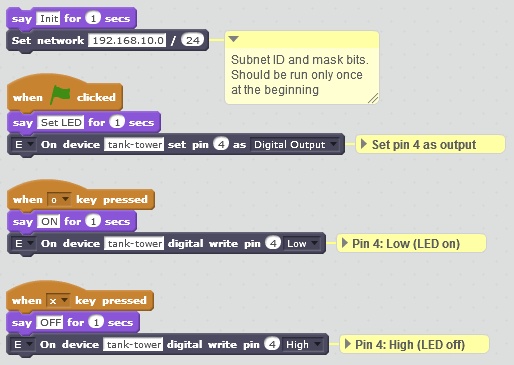 say Init for 1 secs
Set network 192.168.10.0 / 24
Subnet ID and mask bits.
Should be run only once
at the beginning
when clicked
say Set LED for 1 secs
E On device tank-tower set pin 4 as Digital Output
Set pin 4 as output
when o key pressed
say ON for 1 secs
E On device tank-tower digital write pin 4 Low
Pin 4: Low (LED on)
when x key pressed
say OFF for 1 secs
E On device tank-tower digital write pin 4 High
Pin 4: High (LED off)